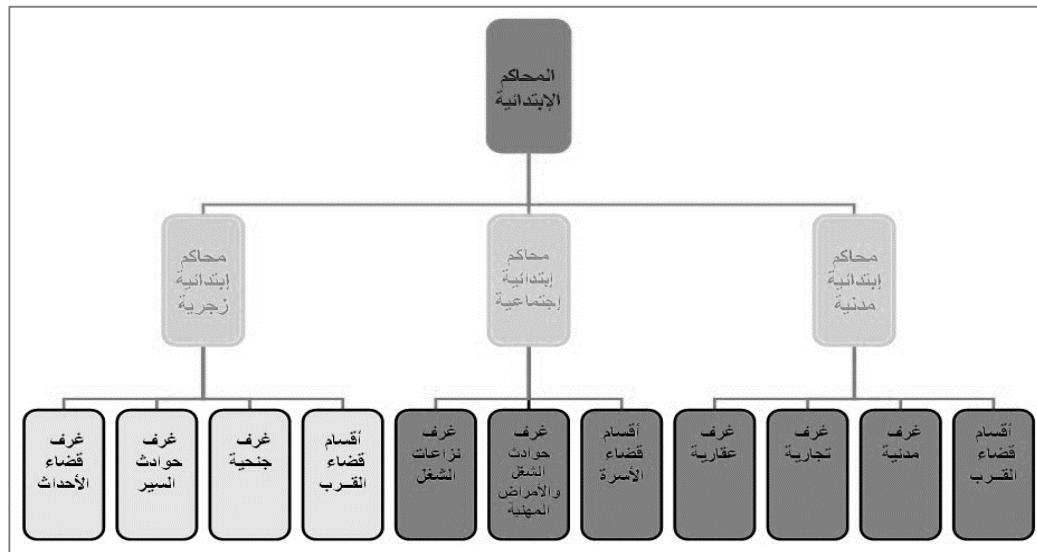 المحاكم
الإبتدائية
محاكم
إبتدائية
مدنية
محاكم
إبتدائية
إجتماعية
محاكم
إبتدائية
زجرية
أقسام
قضاء
القرب
غرف
مدنية
غرف
تجارية
غرف
عقارية
أقسام
قضاء
الأسرة
غرف
حوادث
الشغل
والأمراض
المهنية
غرف
نزاعات
الشغل
أقسام
قضاء
القرب
غرف
جنحية
غرف
حوادث
السير
غرف
قضاء
الأحداث